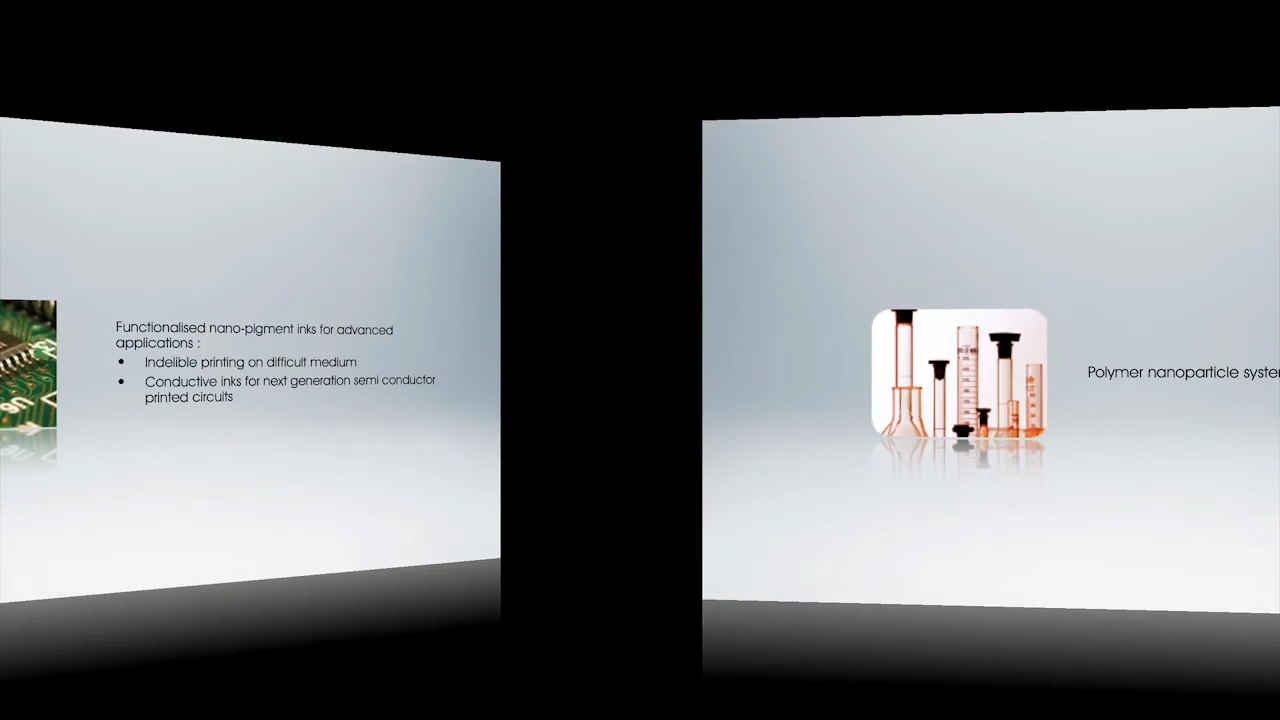 Functionalised nano-pigment inks for advanced
applications :
• Indelible printing on difficult medium
• Conductive inks for next generation semi conductor
printed circuits
Polymer nanoparticle